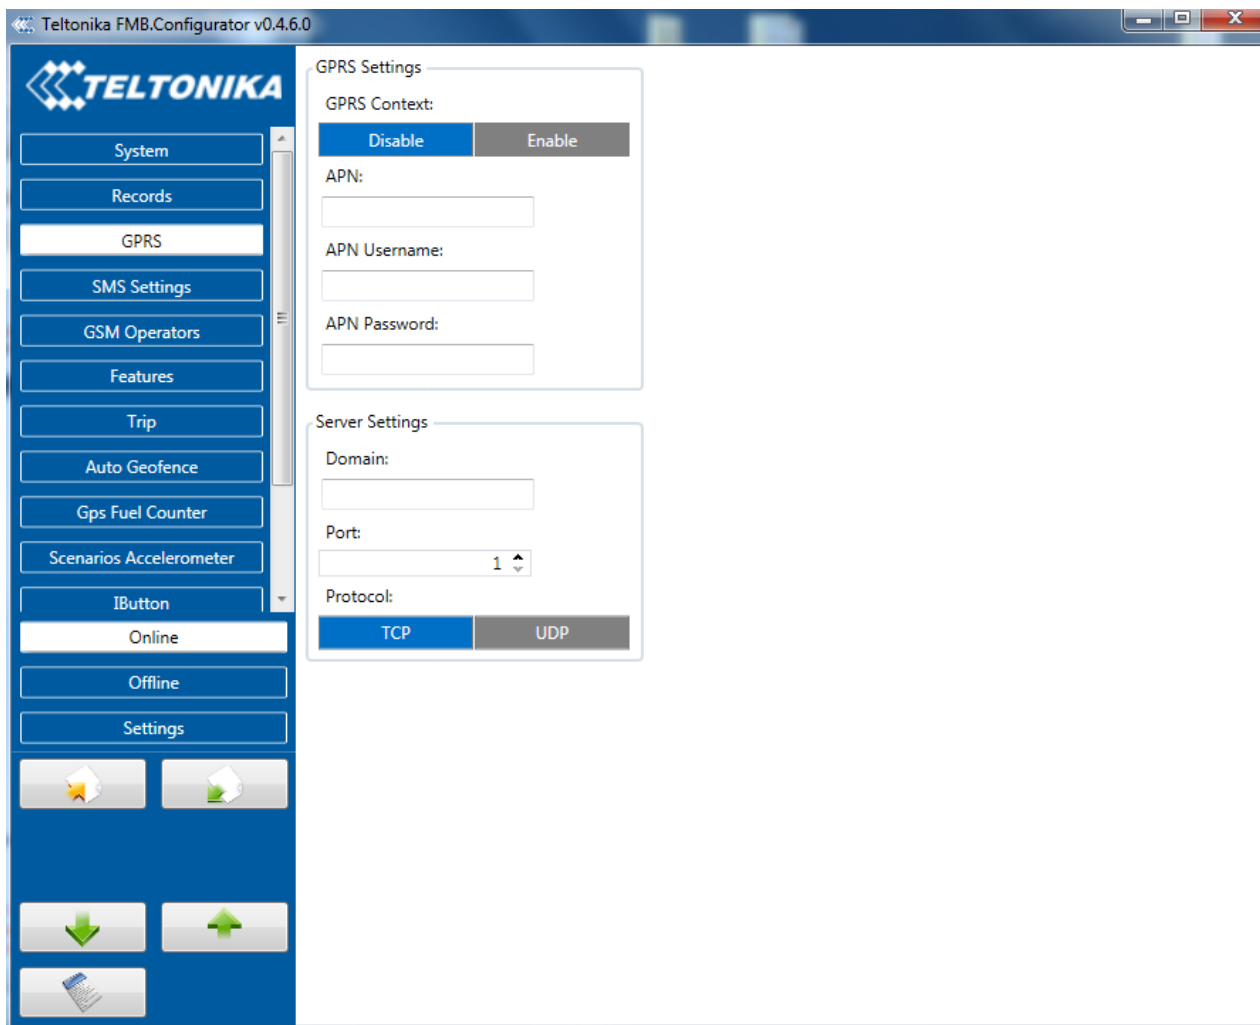 Teltonika FMB.Configurator v0.4.6.0
TELTONIKA
System
Records
GPRS
SMS Settings
GSM Operators
Features
Trip
Auto Geofence
Gps Fuel Counter
Scenarios Accelerometer
IButton
Online
Offline
Settings
GPRS Settings
GPRS Context:
Disable Enable
APN:
APN Username:
APN Password:
Server Settings
Domain:
Port:
1
Protocol:
TCP UDP